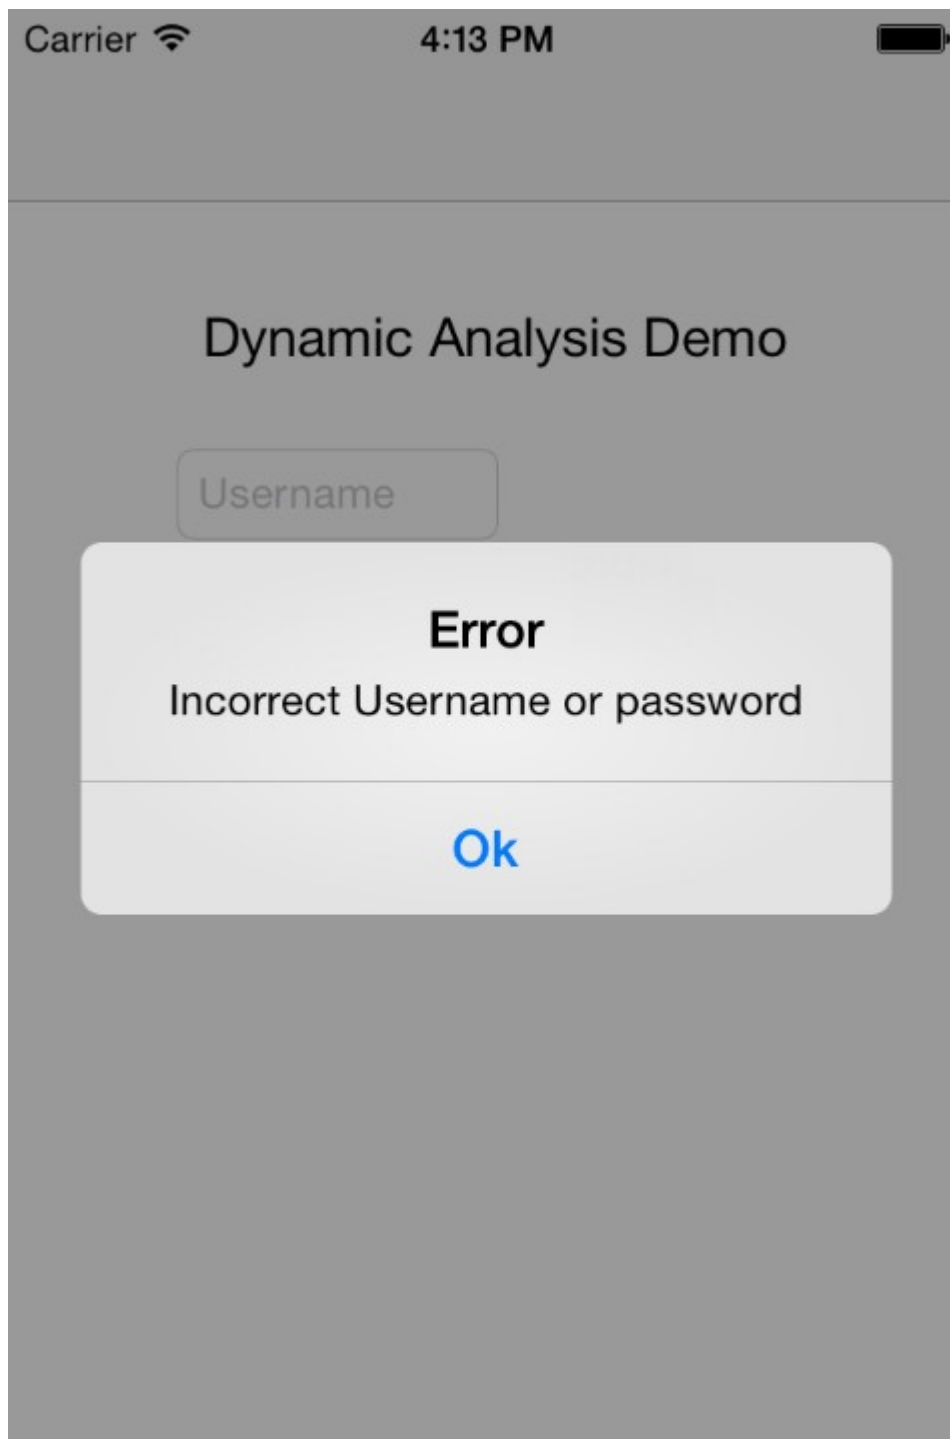 Carrier 4:13 PM
Dynamic Analysis Demo
Username
Error
Incorrect Username or password
Ok